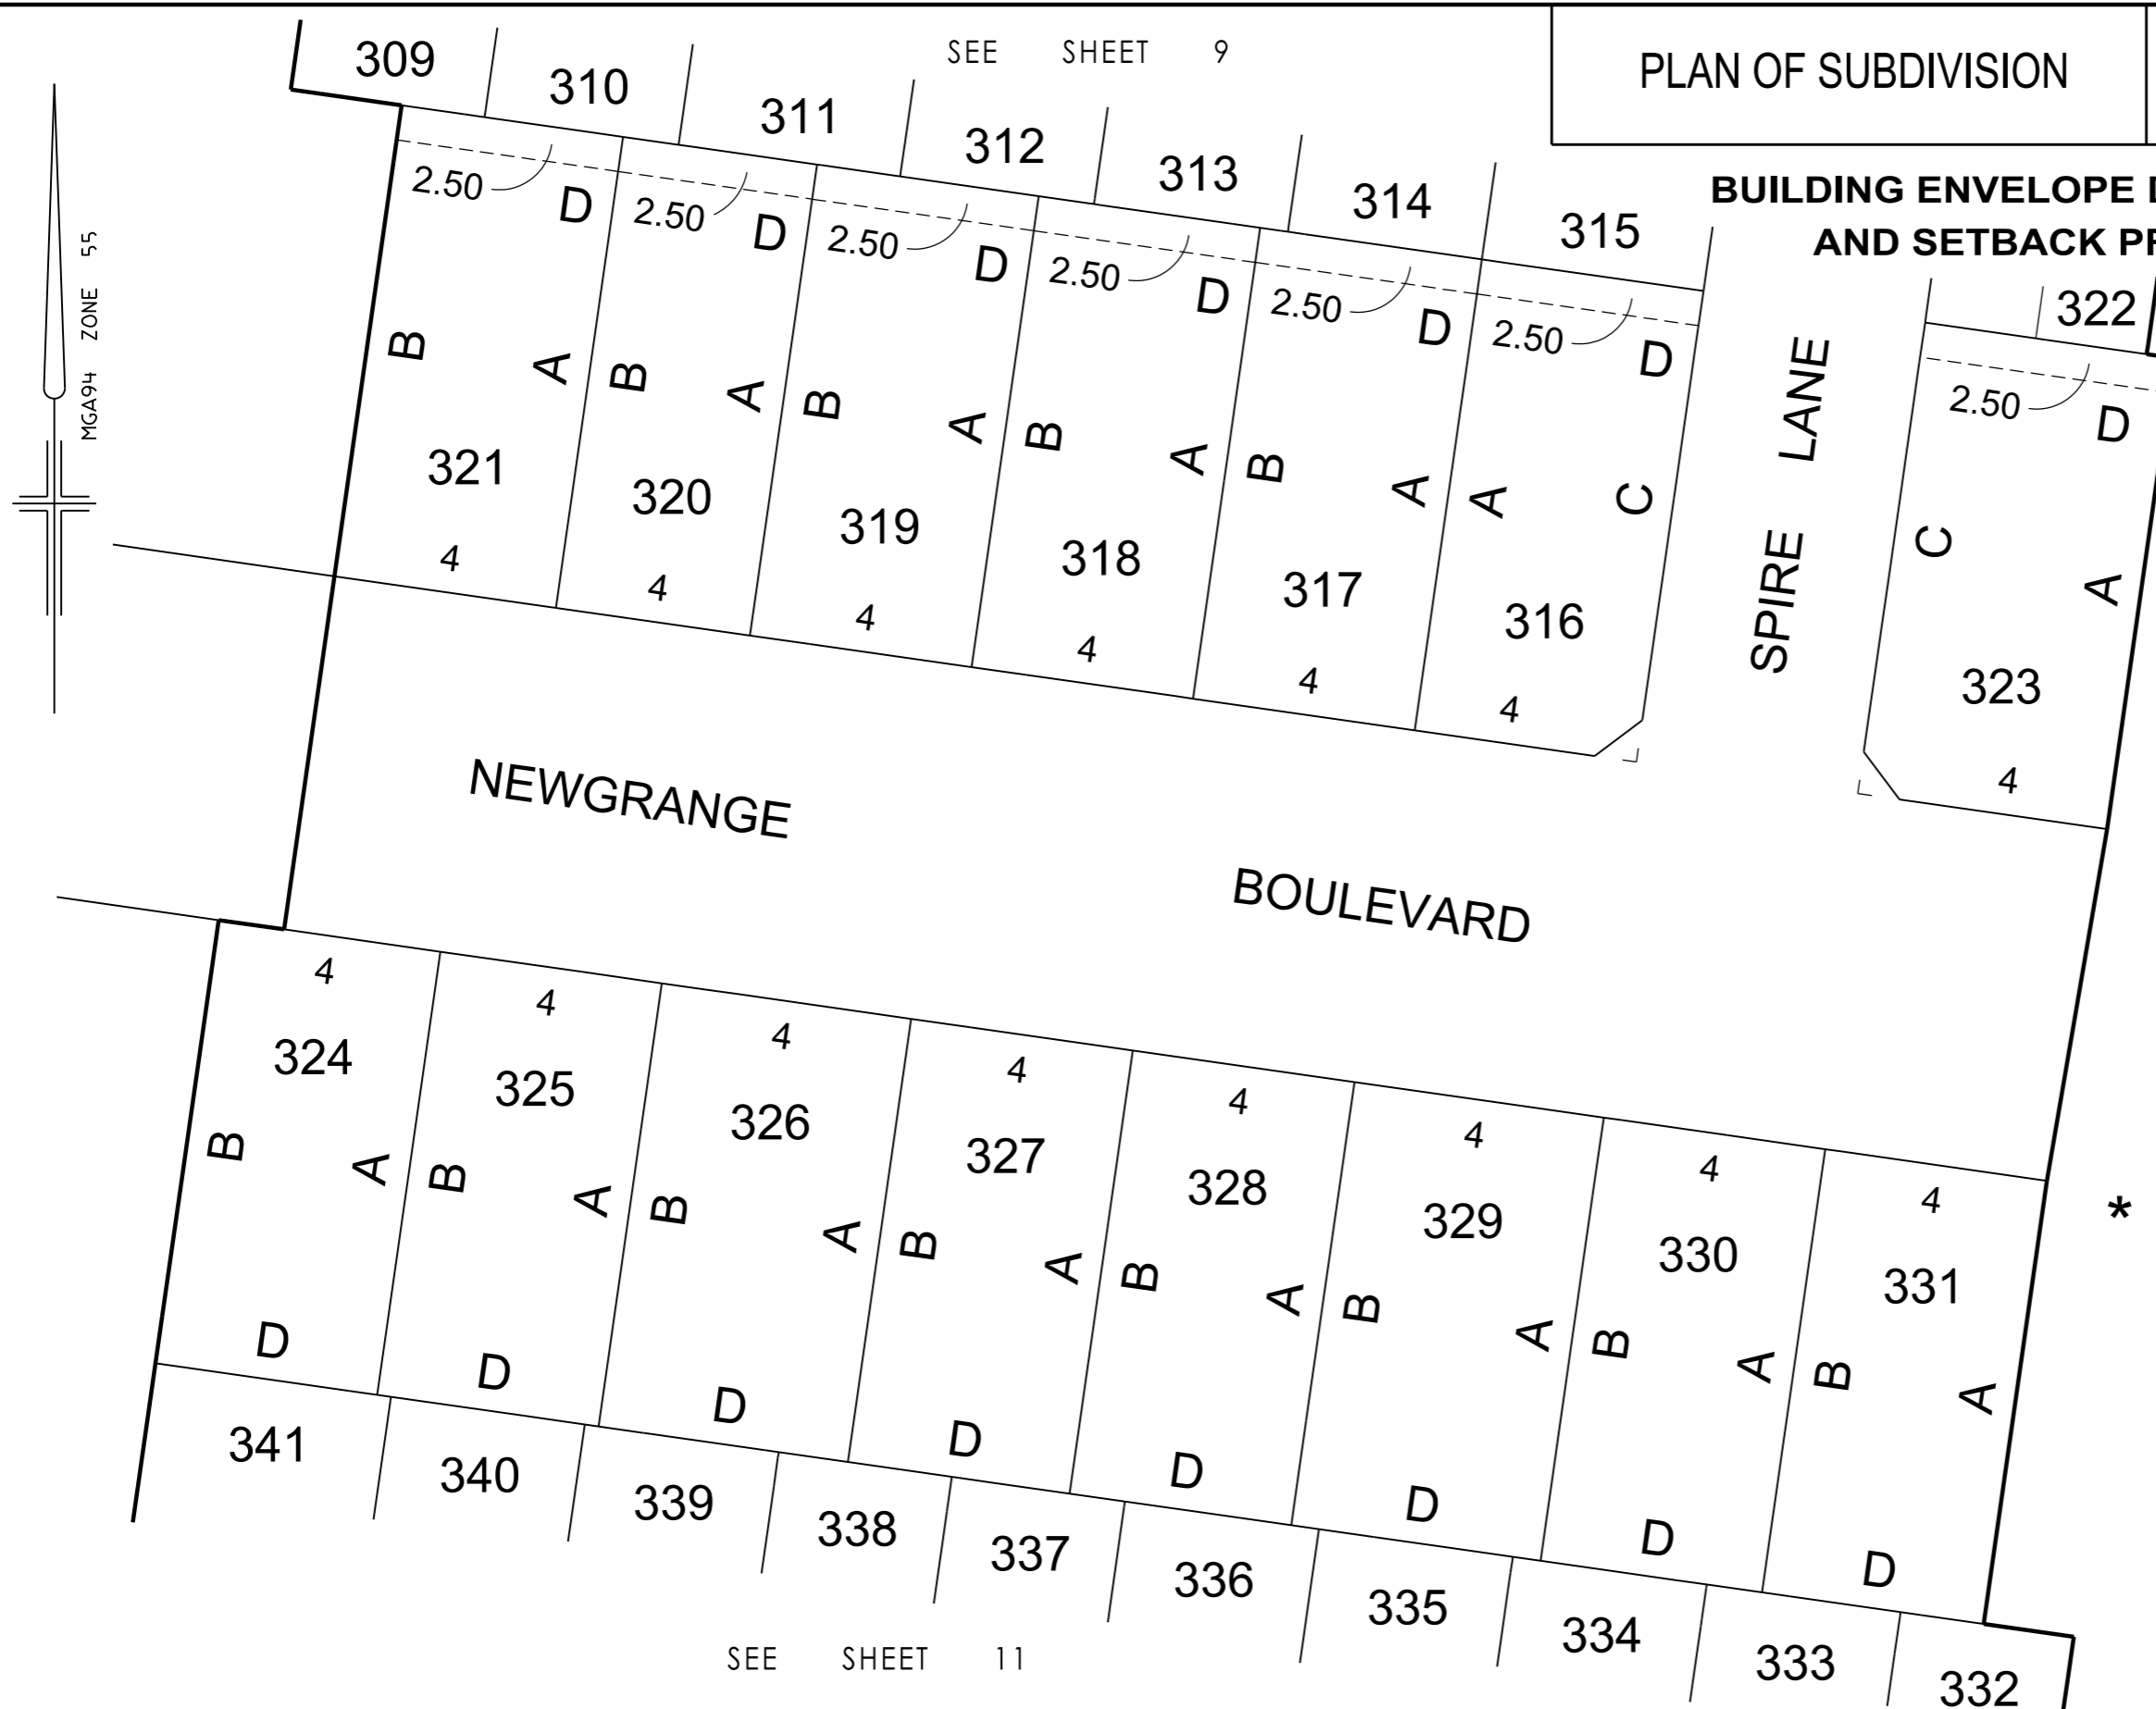 SEE SHEET 9
PLAN OF SUBDIVISION
BUILDING ENVELOPE
AND SETBACK
MGA94 ZONE 55
309 310 311 312 313 314 315 322
2.50 2.50 2.50 2.50 2.50 2.50 2.50
D D D D D D D
B A B A B A B A B A A C C A
321 320 319 318 317 316 323
4 4 4 4 4 4 4
SPIRE LANE
NEWGRANGE BOULEVARD
4 4 4 4 4 4 4 4
324 325 326 327 328 329 330 331
*
B A B A B A B A B A B A B A B A
D D D D D D D D
341 340 339 338 337 336 335 334 333 332
SEE SHEET 11